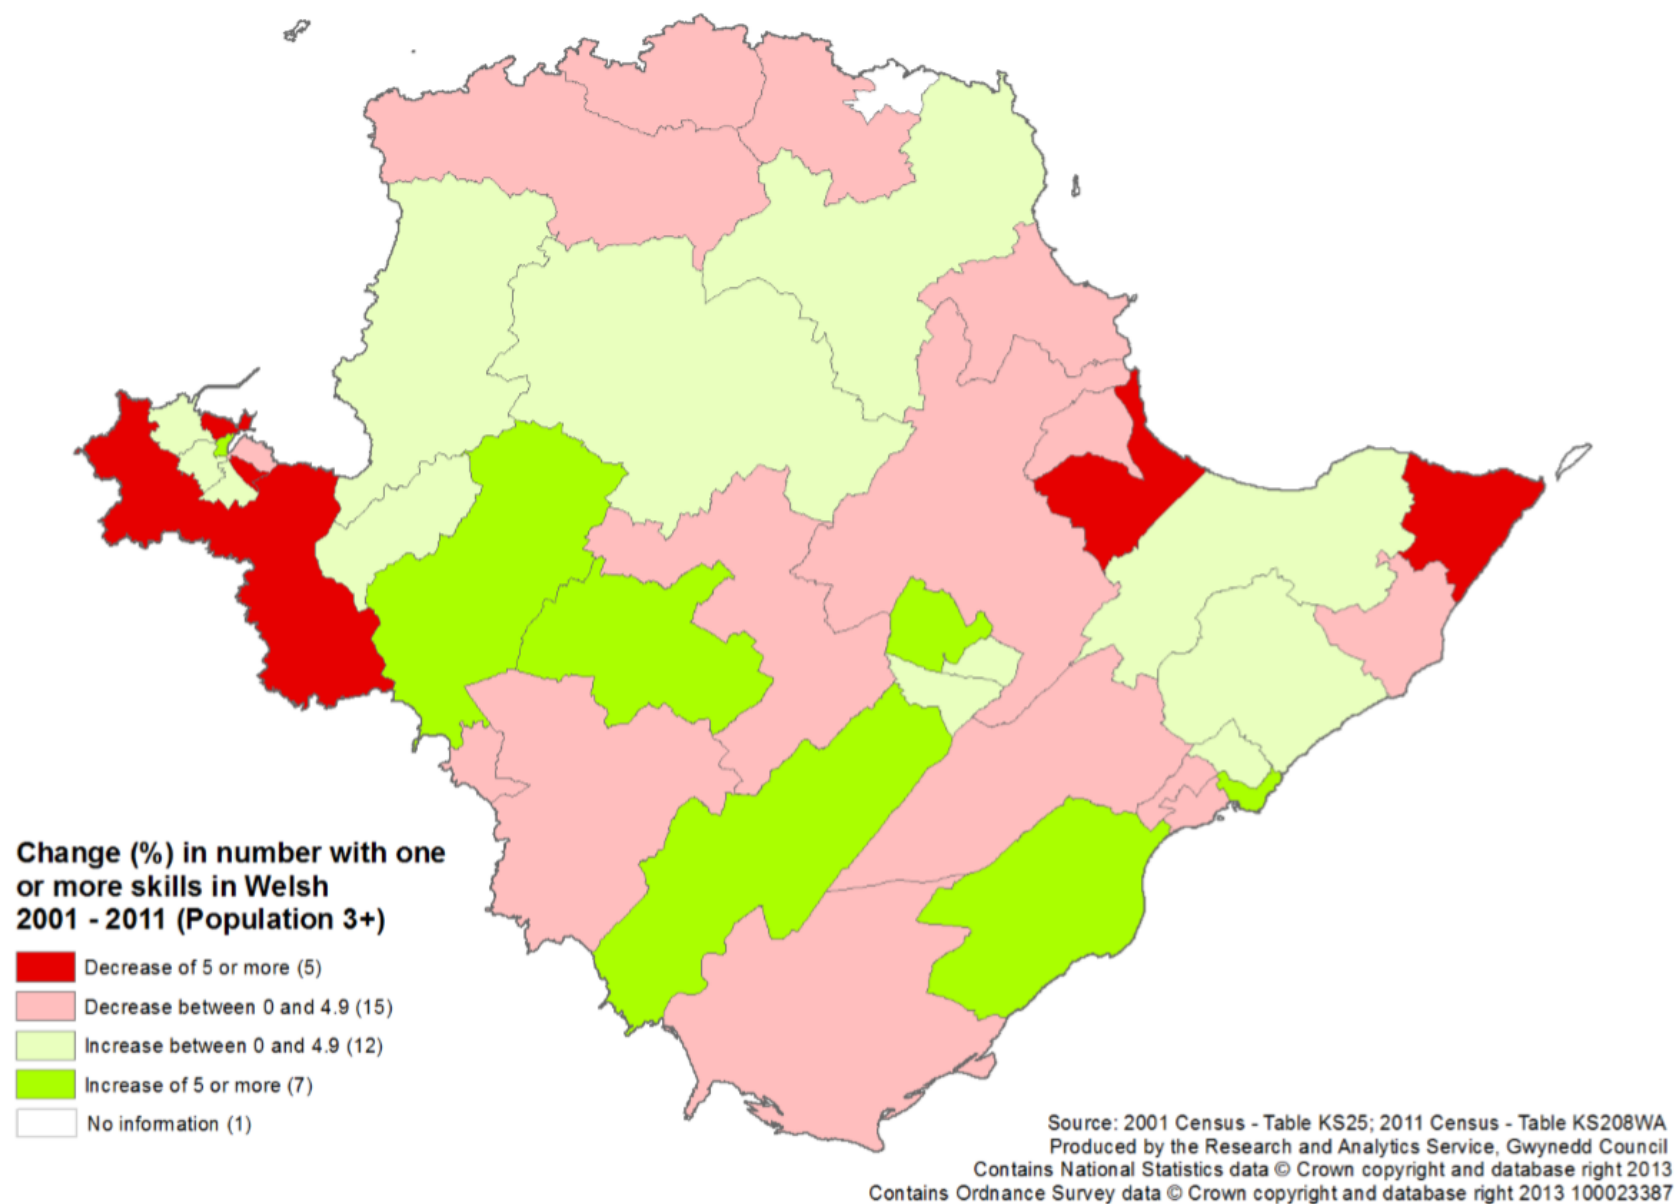 Change (%) in number with one
or more skills in Welsh
2001 - 2011 (Population 3+)
Decrease of 5 or more (5)
Decrease between 0 and 4.9 (15)
Increase between 0 and 4.9 (12)
Increase of 5 or more (7)
No information (1)
Source: 2001 Census - Table KS25; 2011 Census - Table KS208WA
Produced by the Research and Analytics Service, Gwynedd Council
Contains National Statistics data © Crown copyright and database right 2013
Contains Ordnance Survey data © Crown copyright and database right 2013 100023387